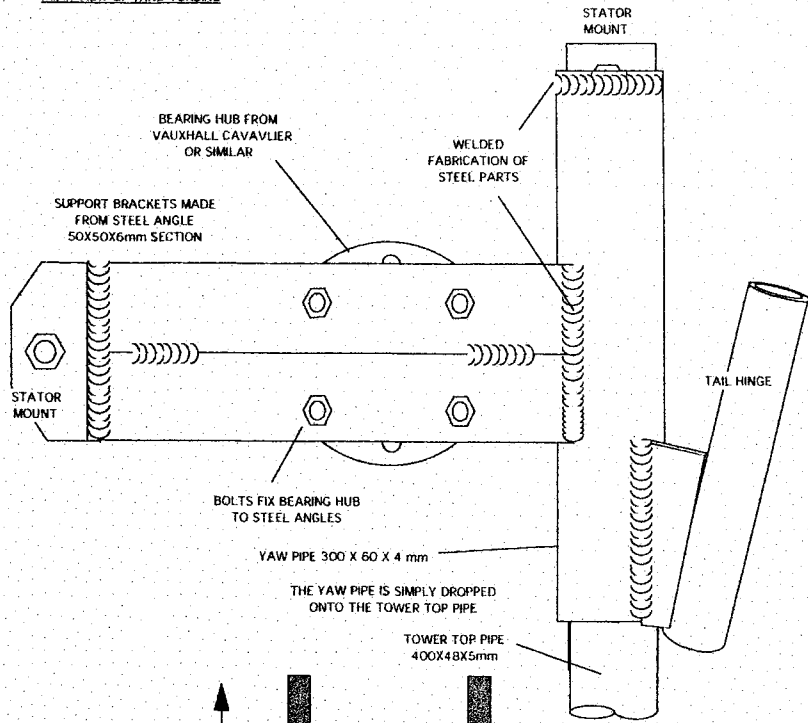 STATOR
MOUNT
BEARING HUB FROM
VAUXHALL CAVAVLIER
OR SIMILAR
WELDED
FABRICATION OF
STEEL PARTS
SUPPORT BRACKETS MADE
FROM STEEL ANGLE
50X50X6mm SECTION
STATOR
MOUNT
TAIL HINGE
BOLTS FIX BEARING HUB
TO STEEL ANGLES
YAW PIPE 300 X 60 X 4 mm
THE YAW PIPE IS SIMPLY DROPPED
ONTO THE TOWER TOP PIPE
TOWER TOP PIPE
400X48X5mm